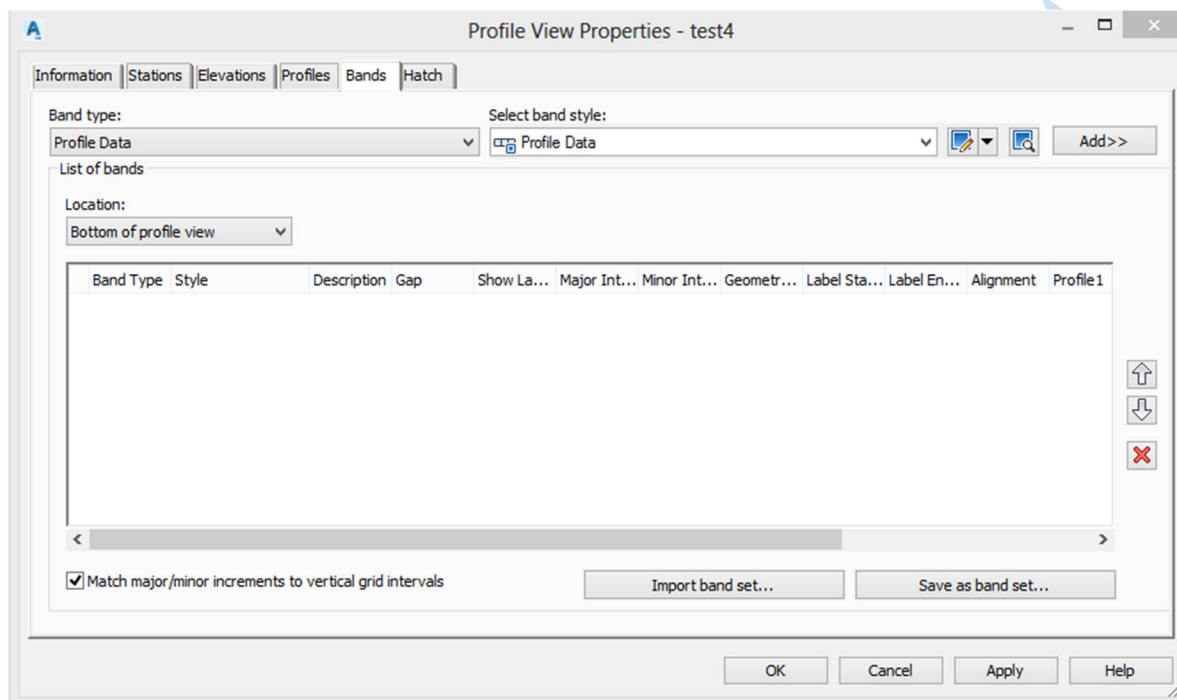 Profile View Properties - test4
Information Stations Elevations Profiles Bands Hatch
Band type: Select band style:
Profile Data Profile Data Add>>
List of bands
Location:
Bottom of profile view
Band Type Style Description Gap Show La... Major Int... Minor Int... Geometr... Label Sta... Label En... Alignment Profile1
Match major/minor increments to vertical grid intervals Import band set... Save as band set...
OK Cancel Apply Help